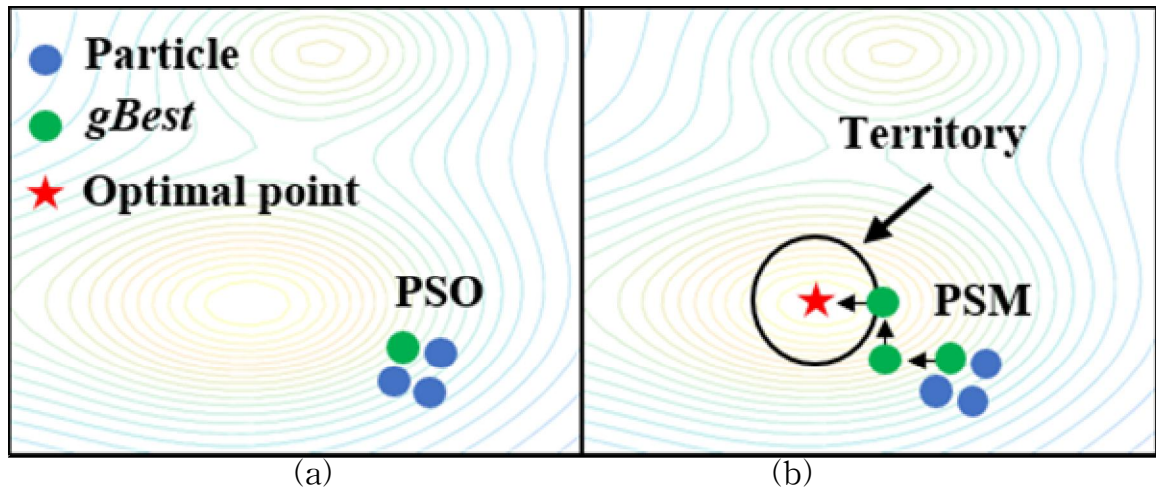 Particle
gBest
Optimal point
PSO
Territory
PSM
(a)
(b)